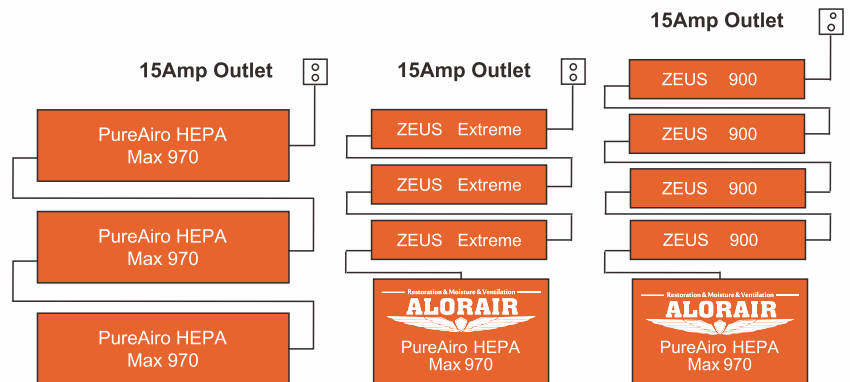 15Amp Outlet
PureAiro HEPA
Max 970
PureAiro HEPA
Max 970
PureAiro HEPA
Max 970
15Amp Outlet
ZEUS Extreme
ZEUS Extreme
ZEUS Extreme
Restoration & Moisture & Ventilation
ALORAIR
PureAiro HEPA
Max 970
15Amp Outlet
ZEUS 900
ZEUS 900
ZEUS 900
ZEUS 900
Restoration & Moisture & Ventilation
ALORAIR
PureAiro HEPA
Max 970